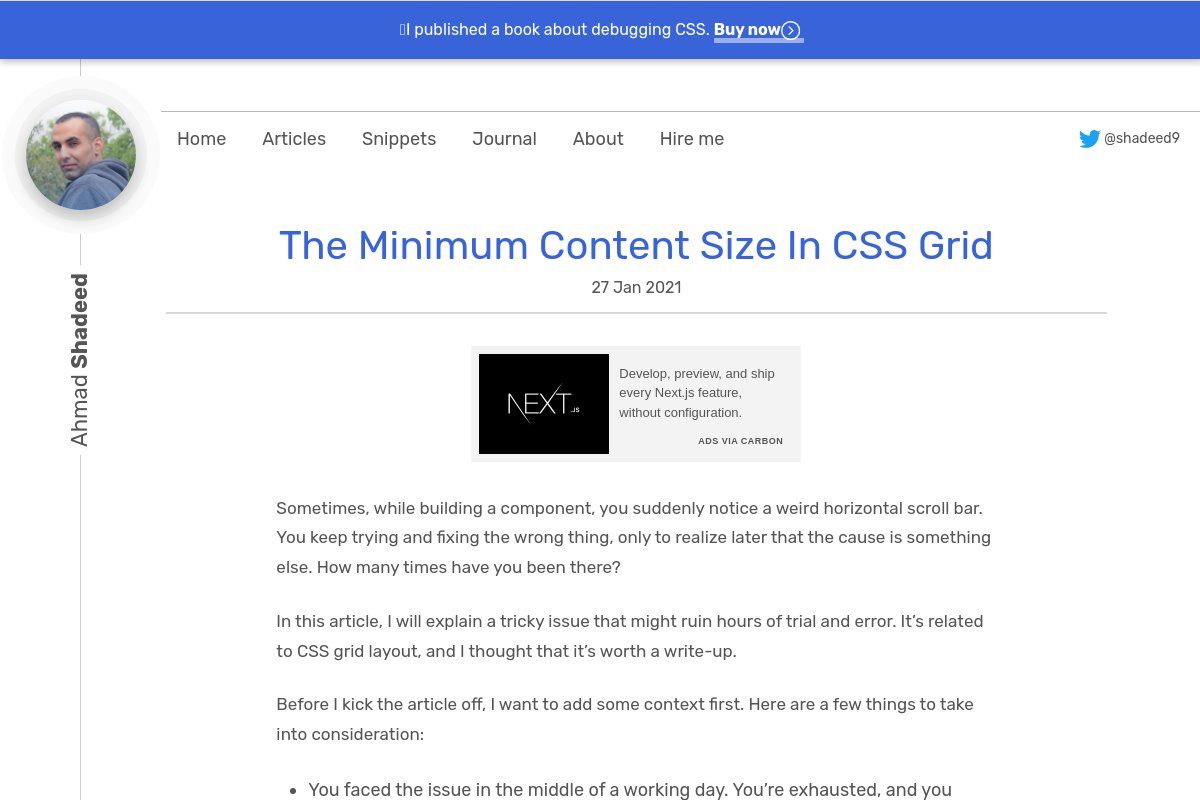 I published a book about debugging CSS. Buy now
Home Articles Snippets Journal About Hire me @shadeed9
Ahmad Shadeed
The Minimum Content Size In CSS Grid
27 Jan 2021
NEXT.JS
Develop, preview, and ship
every Next.js feature,
without configuration.
ADS VIA CARBON
Sometimes, while building a component, you suddenly notice a weird horizontal scroll bar.
You keep trying and fixing the wrong thing, only to realize later that the cause is something
else. How many times have you been there?
In this article, I will explain a tricky issue that might ruin hours of trial and error. It’s related
to CSS grid layout, and I thought that it’s worth a write-up.
Before I kick the article off, I want to add some context first. Here are a few things to take
into consideration:
• You faced the issue in the middle of a working day. You’re exhausted, and you